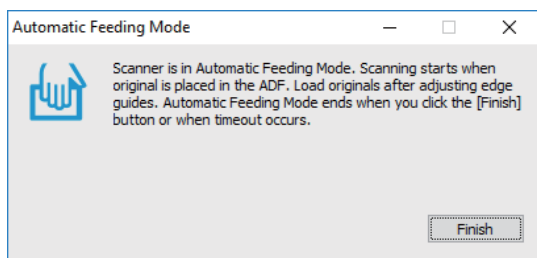 Automatic Feeding Mode
Scanner is in Automatic Feeding Mode. Scanning starts when
original is placed in the ADF. Load originals after adjusting edge
guides. Automatic Feeding Mode ends when you click the [Finish]
button or when timeout occurs.
Finish